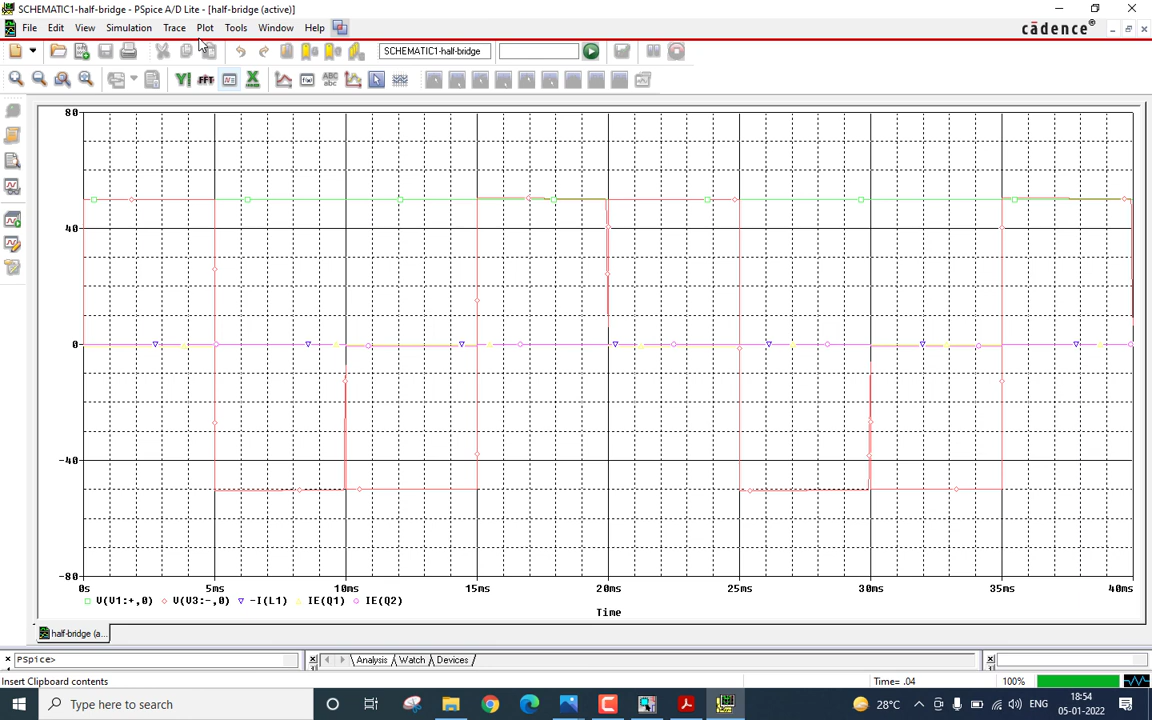 SCHEMATIC1-half-bridge - PSpice A/D Lite - [half-bridge (active)]
File Edit View Simulation Trace Plot Tools Window Help
cādence®
SCHEMATIC1-half-bridge
FFT
ABC
abc
80
40
0
-40
-80
0s 5ms 10ms 15ms 20ms 25ms 30ms 35ms 40ms
V(V1:+,0) V(V3:-,0) -I(L1) IE(Q1) IE(Q2)
Time
half-bridge (a...
PSpice>
Analysis Watch Devices
Insert Clipboard contents
Time= .04 100%
Type here to search
28°C ENG
18:54
05-01-2022